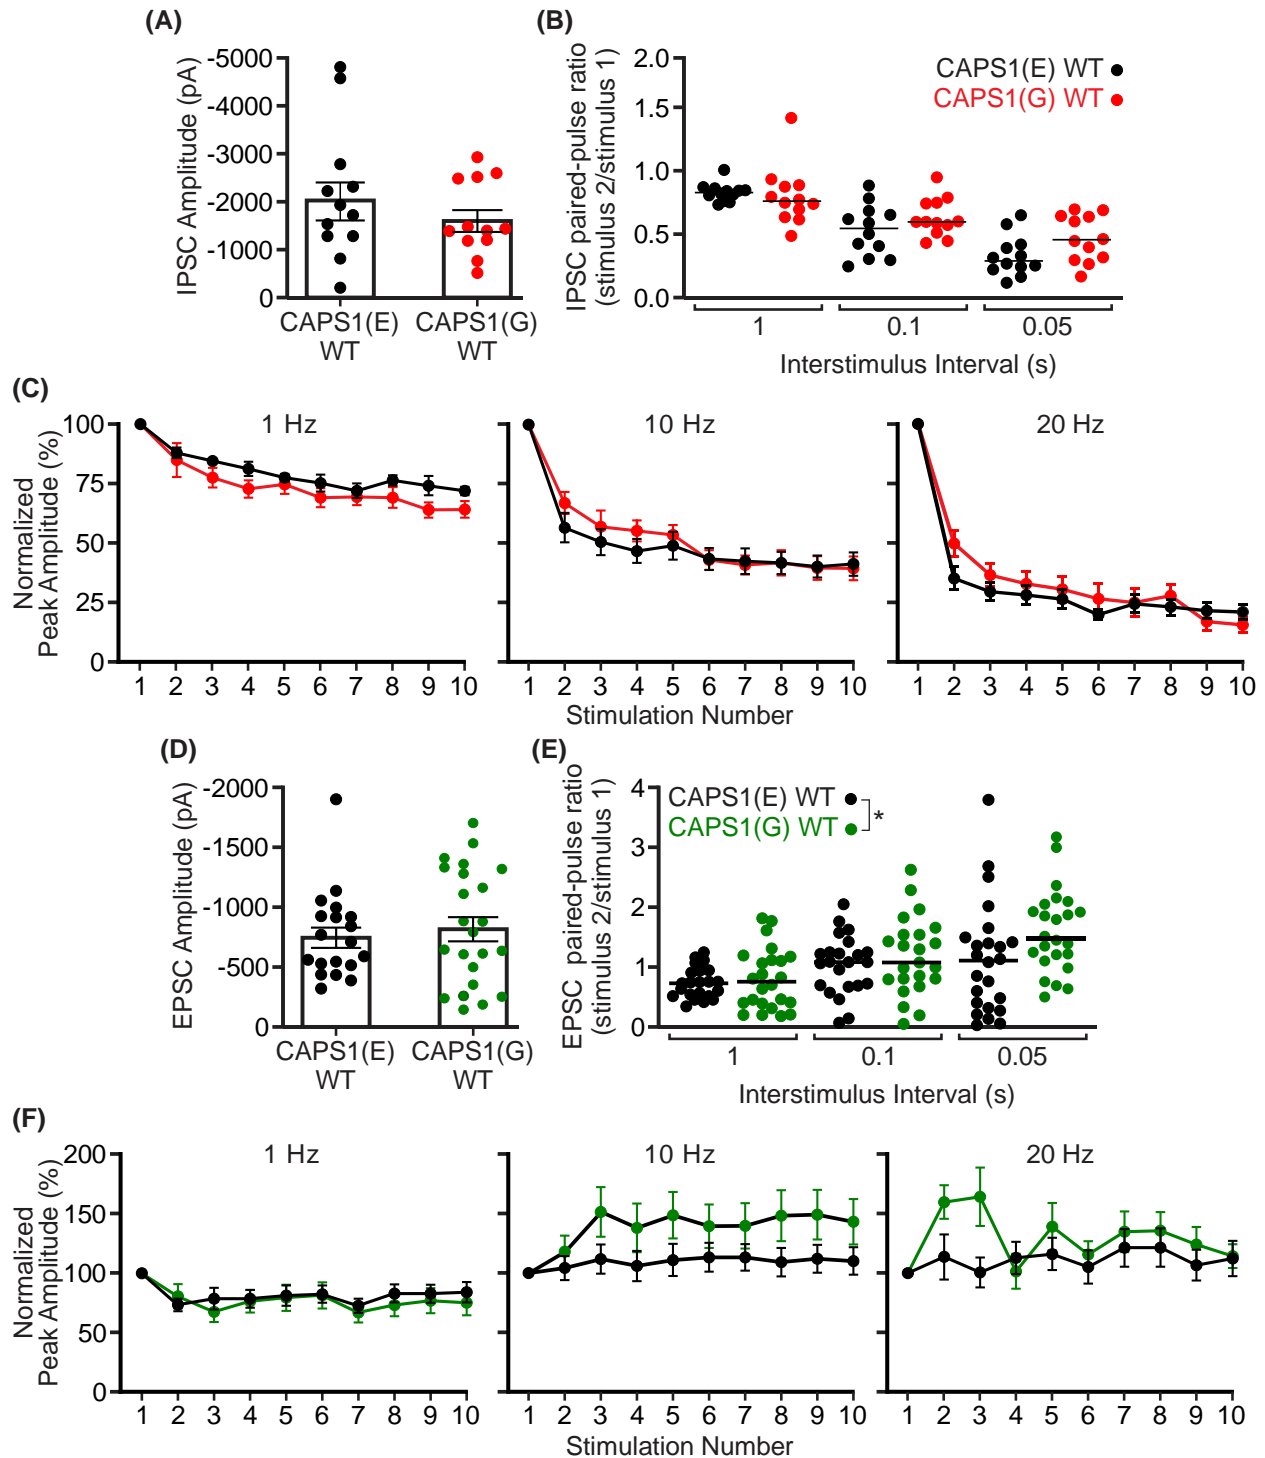 (A)
IPSC Amplitude (pA)
-5000
-4000
-3000
-2000
-1000
0
CAPS1(E)
WT
CAPS1(G)
WT
(B)
IPSC paired-pulse ratio
(stimulus 2/stimulus 1)
2.0
1.5
1.0
0.5
0.0
CAPS1(E) WT
CAPS1(G) WT
1 0.1 0.05
Interstimulus Interval (s)
(C)
Normalized
Peak Amplitude (%)
100
75
50
25
0
1 Hz
10 Hz
20 Hz
1 2 3 4 5 6 7 8 9 10
1 2 3 4 5 6 7 8 9 10
1 2 3 4 5 6 7 8 9 10
Stimulation Number
(D)
EPSC Amplitude (pA)
-2000
-1500
-1000
-500
0
CAPS1(E)
WT
CAPS1(G)
WT
(E)
EPSC paired-pulse ratio
(stimulus 2/stimulus 1)
4
3
2
1
0
CAPS1(E) WT
CAPS1(G) WT
*
1 0.1 0.05
Interstimulus Interval (s)
(F)
Normalized
Peak Amplitude (%)
200
150
100
50
0
1 Hz
10 Hz
20 Hz
1 2 3 4 5 6 7 8 9 10
1 2 3 4 5 6 7 8 9 10
1 2 3 4 5 6 7 8 9 10
Stimulation Number